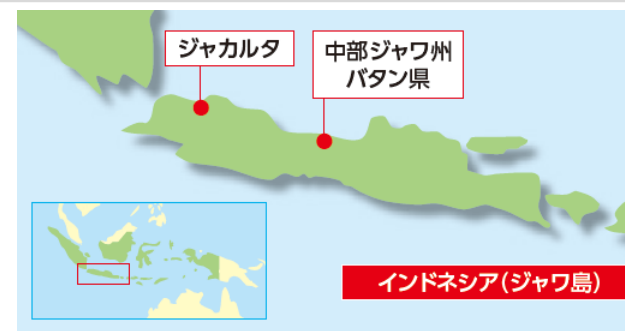 ジャカルタ
中部ジャワ州
バタン県
インドネシア(ジャワ島)